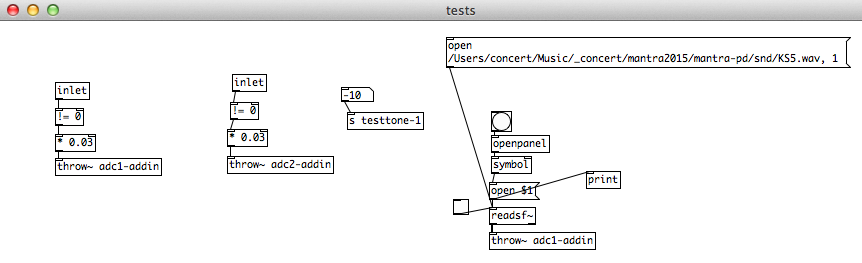 tests
inlet
!= 0
* 0.03
throw~ adc1-addin
inlet
!= 0
* 0.03
throw~ adc2-addin
-10
s testtone-1
open
/Users/concert/Music/_concert/mantra2015/mantra-pd/snd/KS5.wav, 1
openpanel
symbol
open $1
print
readsf~
throw~ adc1-addin